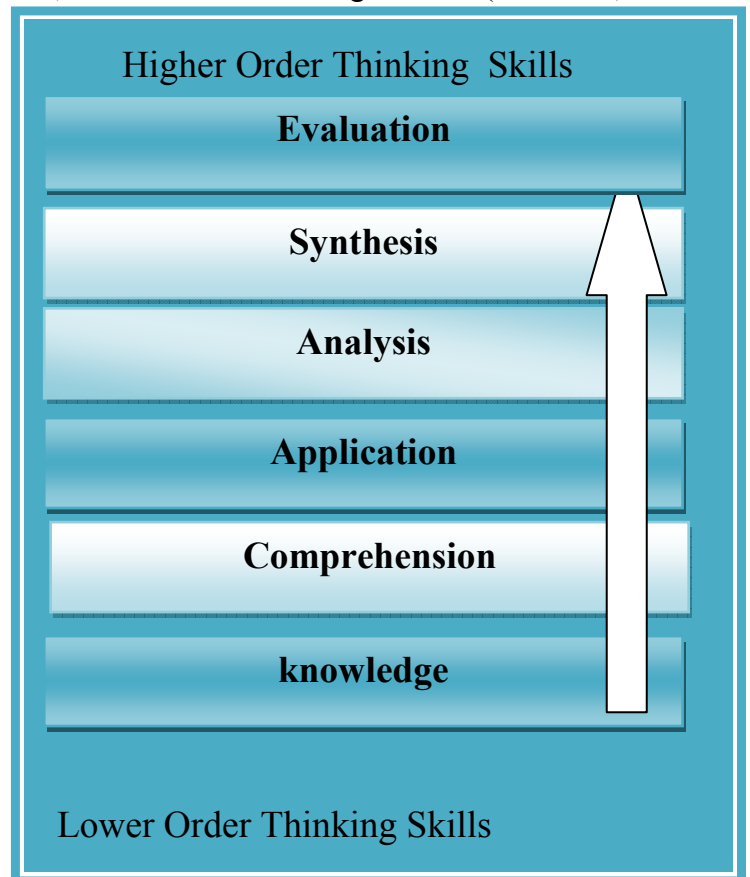 Higher Order Thinking Skills
Evaluation
Synthesis
Analysis
Application
Comprehension
knowledge
Lower Order Thinking Skills